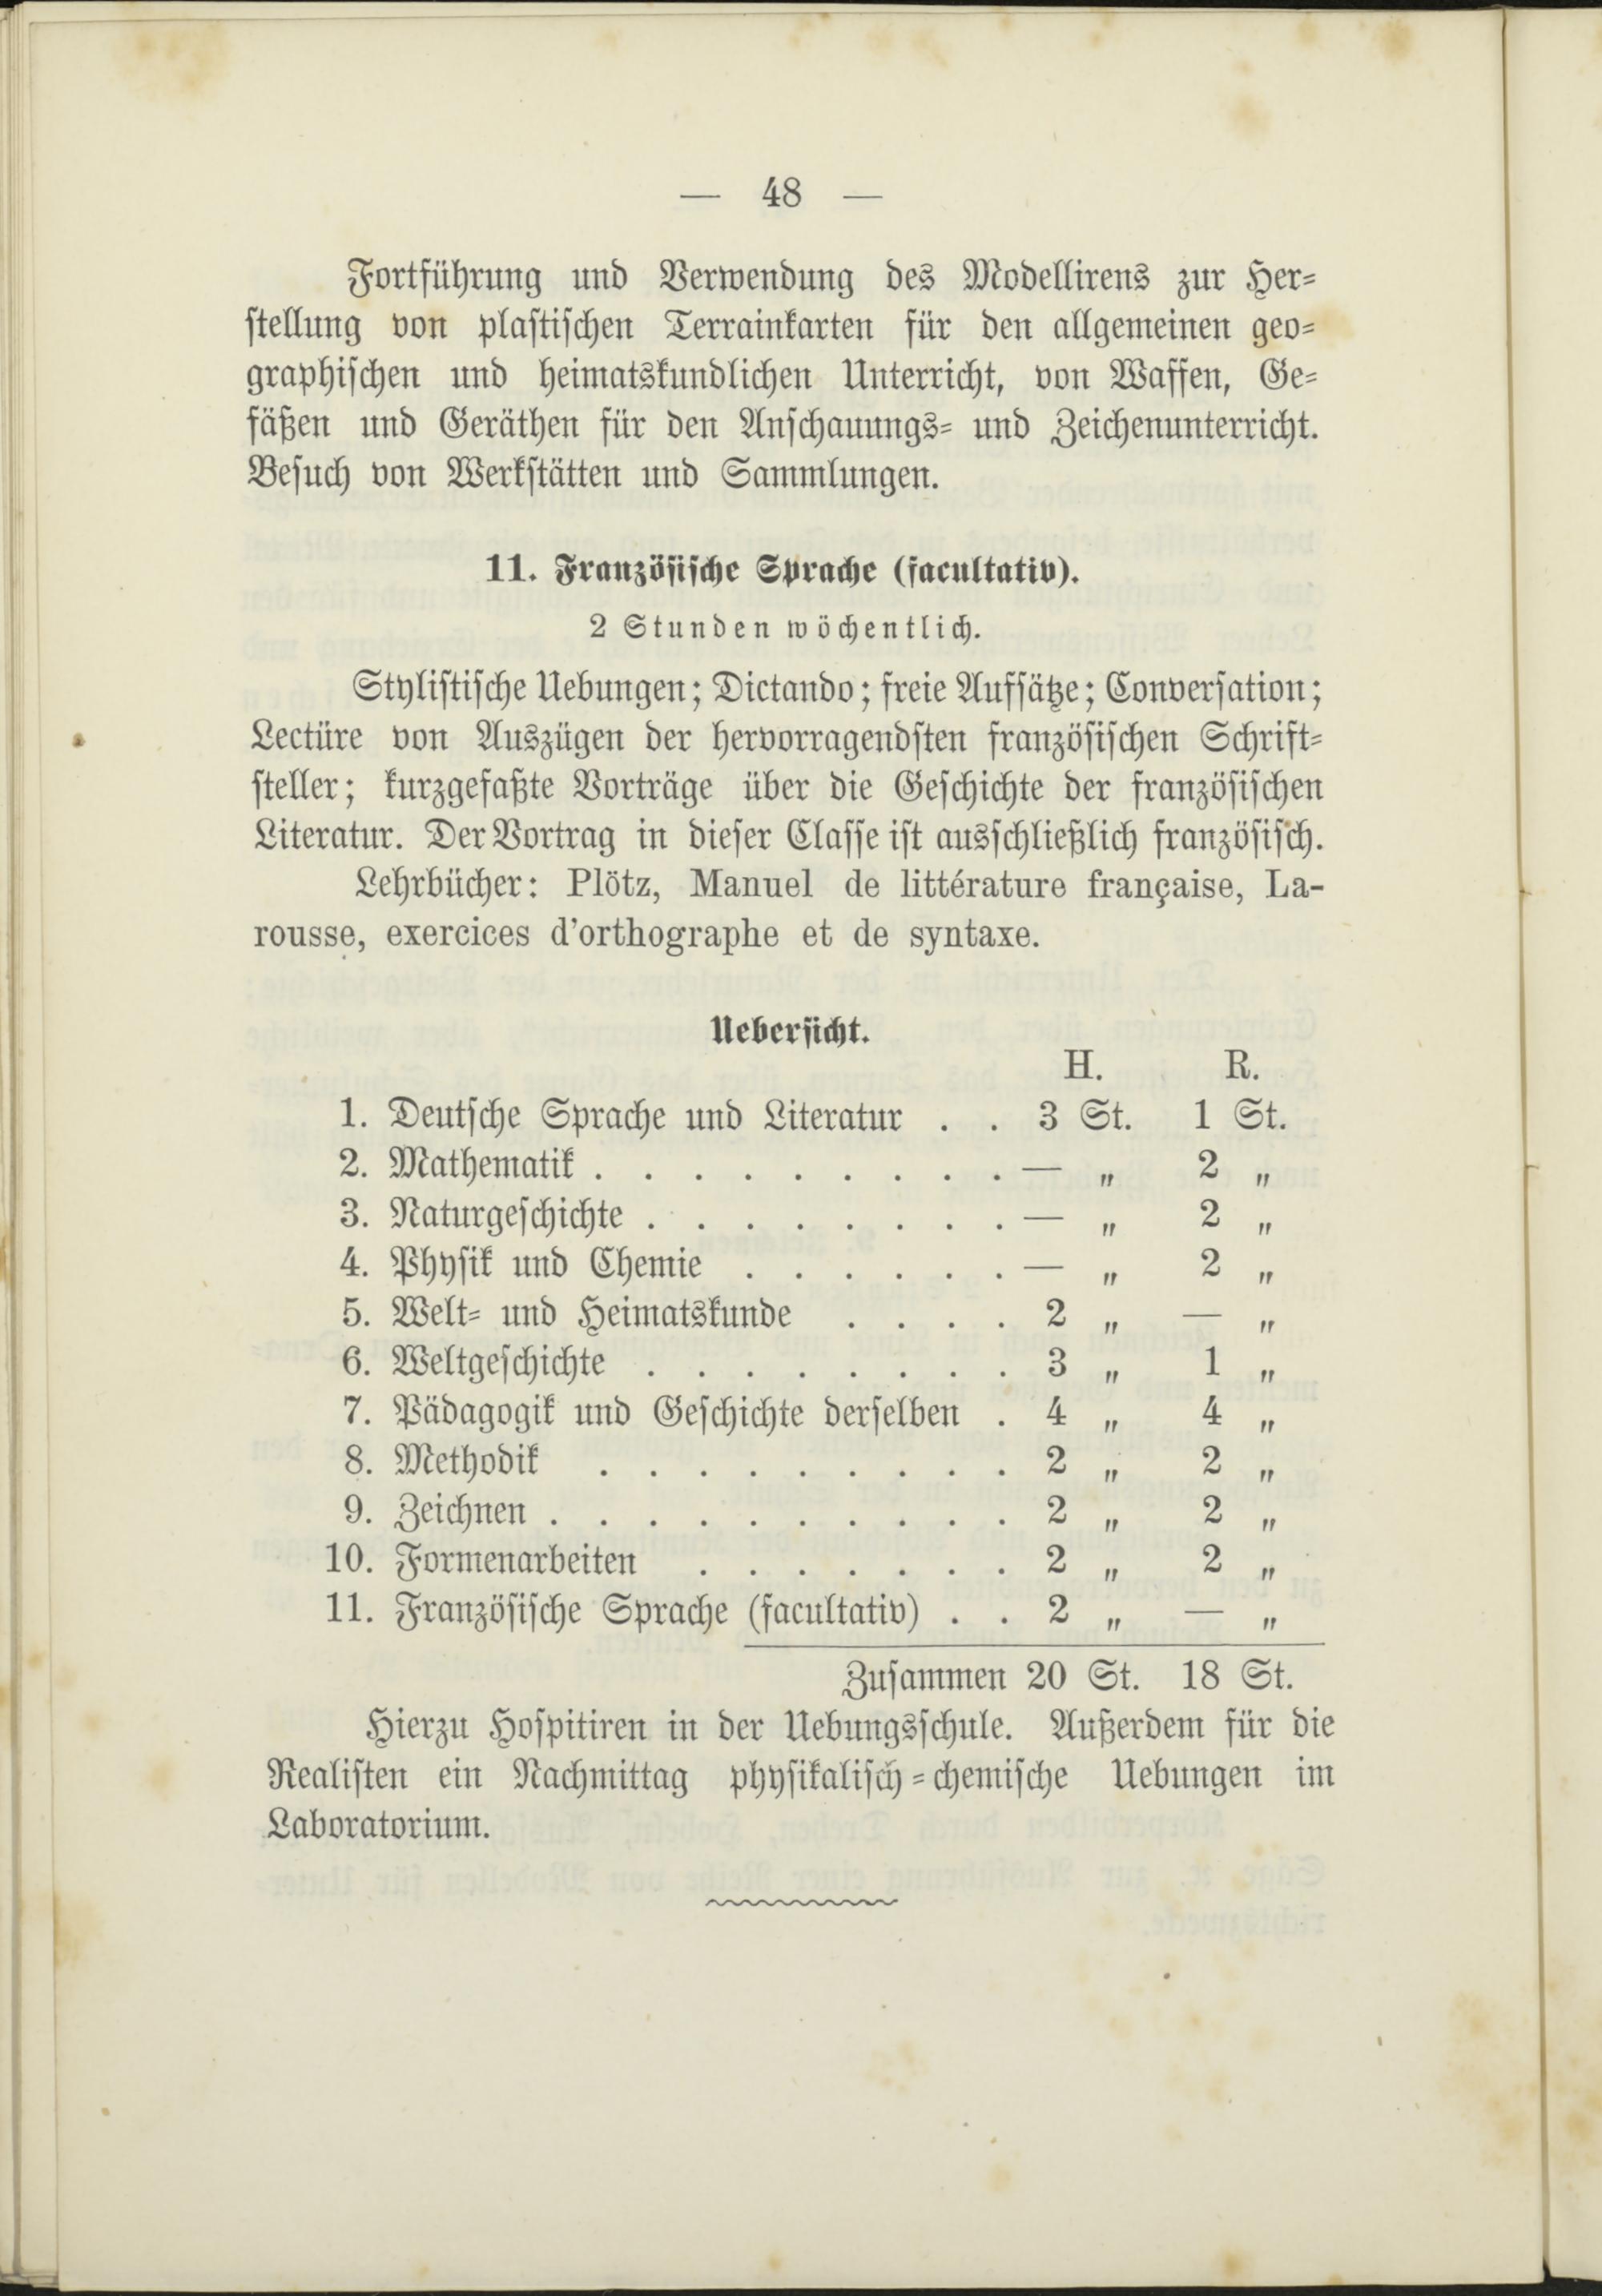 — 48 —
Fortführung und Verwendung des Modellirens zur Her-
stellung von plastischen Terrainkarten für den allgemeinen geo-
graphischen und heimatskundlichen Unterricht, von Waffen, Ge-
fäßen und Geräthen für den Anschauungs- und Zeichenunterricht.
Besuch von Werkstätten und Sammlungen.
11. Französische Sprache (facultativ).
2 Stunden wöchentlich.
Stylistische Uebungen; Dictando; freie Aufsätze; Conversation;
Lectüre von Auszügen der hervorragendsten französischen Schrift-
steller; kurzgefaßte Vorträge über die Geschichte der französischen
Literatur. Der Vortrag in dieser Classe ist ausschließlich französisch.
Lehrbücher: Plötz, Manuel de littérature française, La-
rousse, exercices d'orthographe et de syntaxe.
Uebersicht.
H. R.
1. Deutsche Sprache und Literatur . . 3 St. 1 St.
2. Mathematik . . . . . . . . . — „ 2 „
3. Naturgeschichte . . . . . . . . — „ 2 „
4. Physik und Chemie . . . . . . — „ 2 „
5. Welt- und Heimatskunde . . . . 2 „ — „
6. Weltgeschichte . . . . . . . . 3 „ 1 „
7. Pädagogik und Geschichte derselben . 4 „ 4 „
8. Methodik . . . . . . . . . 2 „ 2 „
9. Zeichnen . . . . . . . . . . 2 „ 2 „
10. Formenarbeiten . . . . . . . 2 „ 2 „
11. Französische Sprache (facultativ) . . 2 „ — „
Zusammen 20 St. 18 St.
Hierzu Hospitiren in der Uebungsschule. Außerdem für die
Realisten ein Nachmittag physikalisch-chemische Uebungen im
Laboratorium.